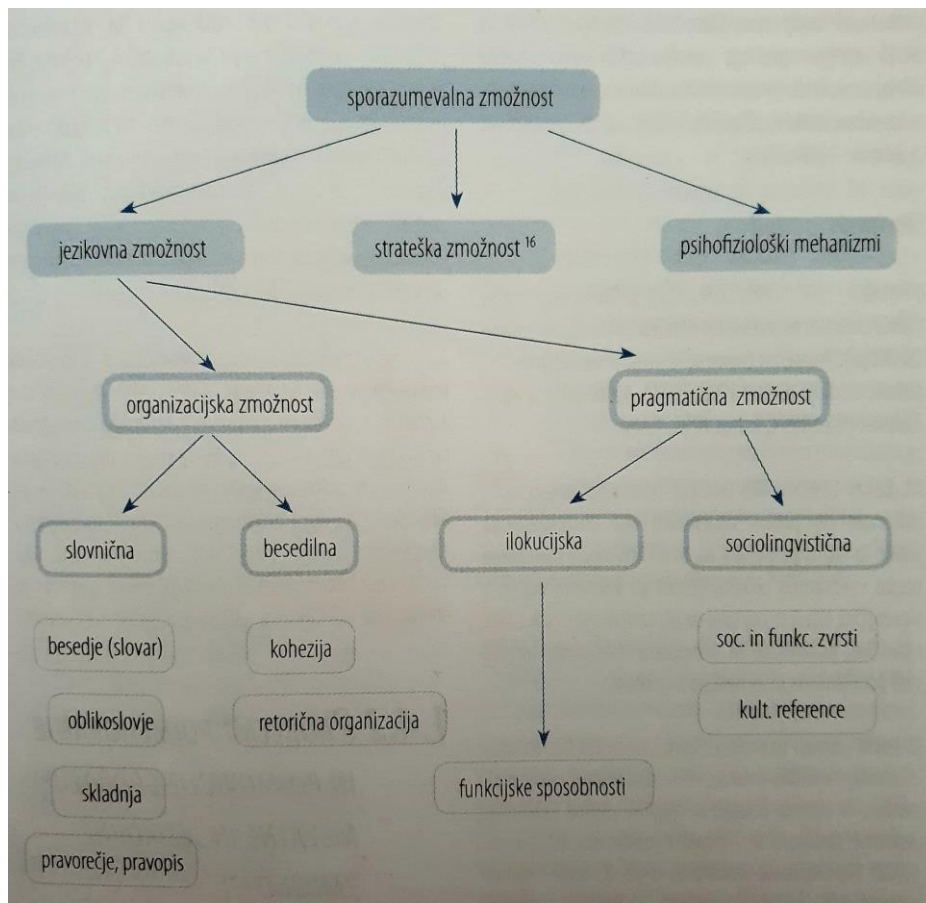 sporazumevalna zmožnost
jezikovna zmožnost
strateška zmožnost 16
psihofiziološki mehanizmi
organizacijska zmožnost
pragmatična zmožnost
slovnična
besedilna
ilokucijska
sociolingvistična
besedje (slovar)
kohezija
soc. in funkc. zvrsti
oblikoslovje
retorična organizacija
kult. reference
skladnja
funkcijske sposobnosti
pravorečje, pravopis